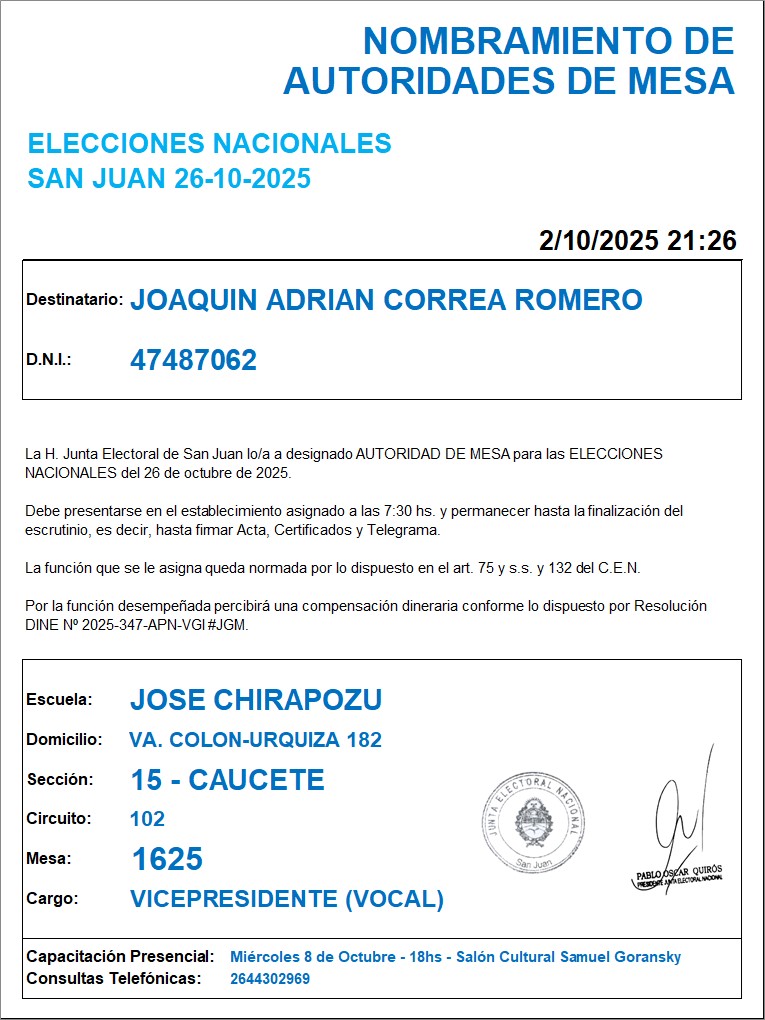 NOMBRAMIENTO DE
AUTORIDADES DE MESA
ELECCIONES NACIONALES
SAN JUAN 26-10-2025
2/10/2025 21:26
Destinatario: JOAQUIN ADRIAN CORREA ROMERO
D.N.I.: 47487062
La H. Junta Electoral de San Juan lo/a a designado AUTORIDAD DE MESA para las ELECCIONES
NACIONALES del 26 de octubre de 2025.
Debe presentarse en el establecimiento asignado a las 7:30 hs. y permanecer hasta la finalización del
escrutinio, es decir, hasta firmar Acta, Certificados y Telegrama.
La función que se le asigna queda normada por lo dispuesto en el art. 75 y s.s. y 132 del C.E.N.
Por la función desempeñada percibirá una compensación dineraria conforme lo dispuesto por Resolución
DINE Nº 2025-347-APN-VGI#JGM.
Escuela: JOSE CHIRAPOZU
Domicilio: VA. COLON-URQUIZA 182
Sección: 15 - CAUCETE
Circuito: 102
Mesa: 1625
Cargo: VICEPRESIDENTE (VOCAL)
JUNTA ELECTORAL NACIONAL
San Juan
PABLO OSCAR QUIRÓS
PRESIDENTE JUNTA ELECTORAL NACIONAL
Capacitación Presencial: Miércoles 8 de Octubre - 18hs - Salón Cultural Samuel Goransky
Consultas Telefónicas: 2644302969